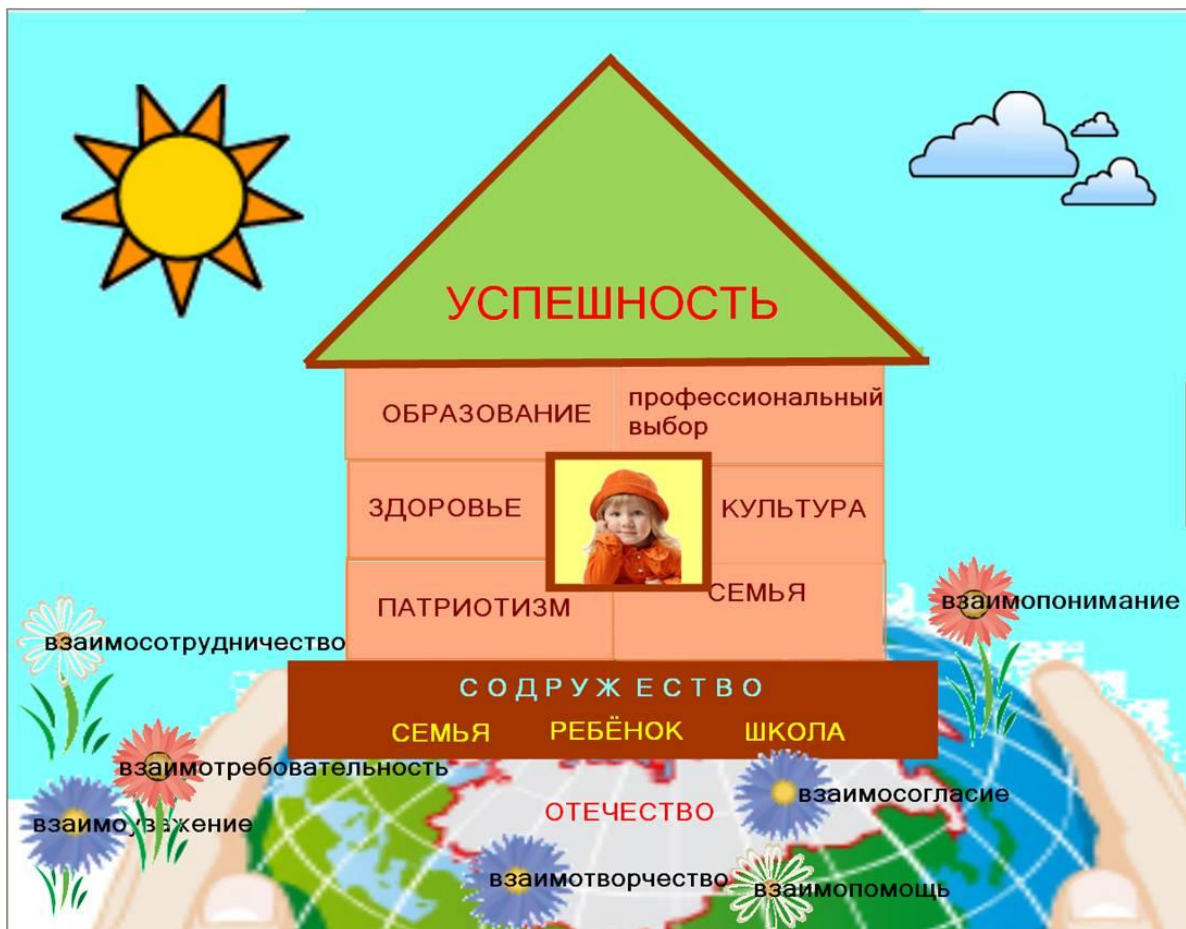 УСПЕШНОСТЬ
ОБРАЗОВАНИЕ
профессиональный
выбор
ЗДОРОВЬЕ
КУЛЬТУРА
ПАТРИОТИЗМ
СЕМЬЯ
взаимопонимание
взаимосотрудничество
СОДРУЖЕСТВО
СЕМЬЯ РЕБЁНОК ШКОЛА
взаимотребовательность
взаимосогласие
ОТЕЧЕСТВО
взаимоуважение
взаимотворчество
взаимопомощь